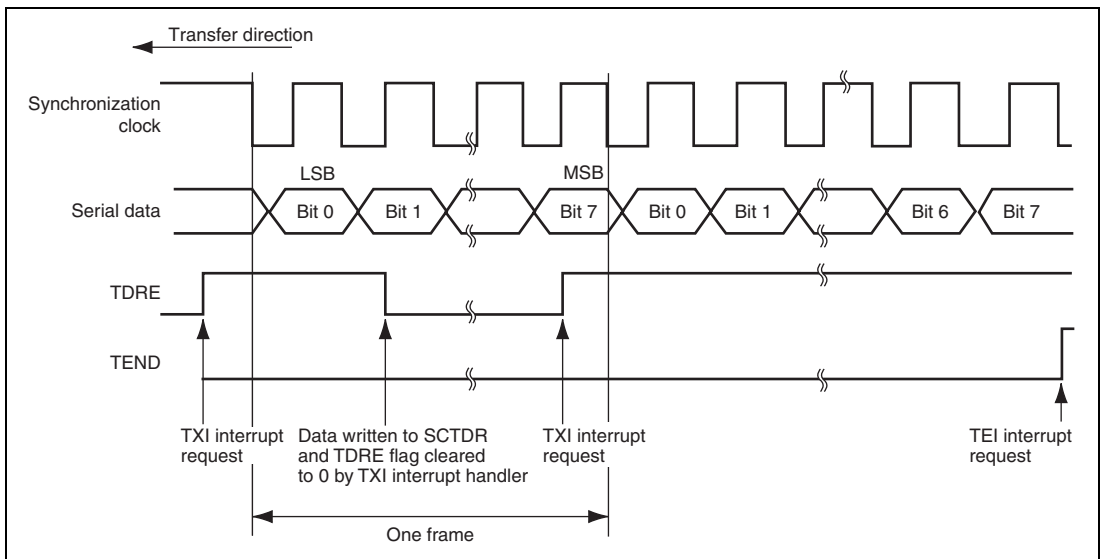 Transfer direction
Synchronization
clock
LSB
MSB
Serial data
Bit 0
Bit 1
Bit 7
Bit 0
Bit 1
Bit 6
Bit 7
TDRE
TEND
TXI interrupt
request
Data written to SCTDR
and TDRE flag cleared
to 0 by TXI interrupt handler
TXI interrupt
request
TEI interrupt
request
One frame